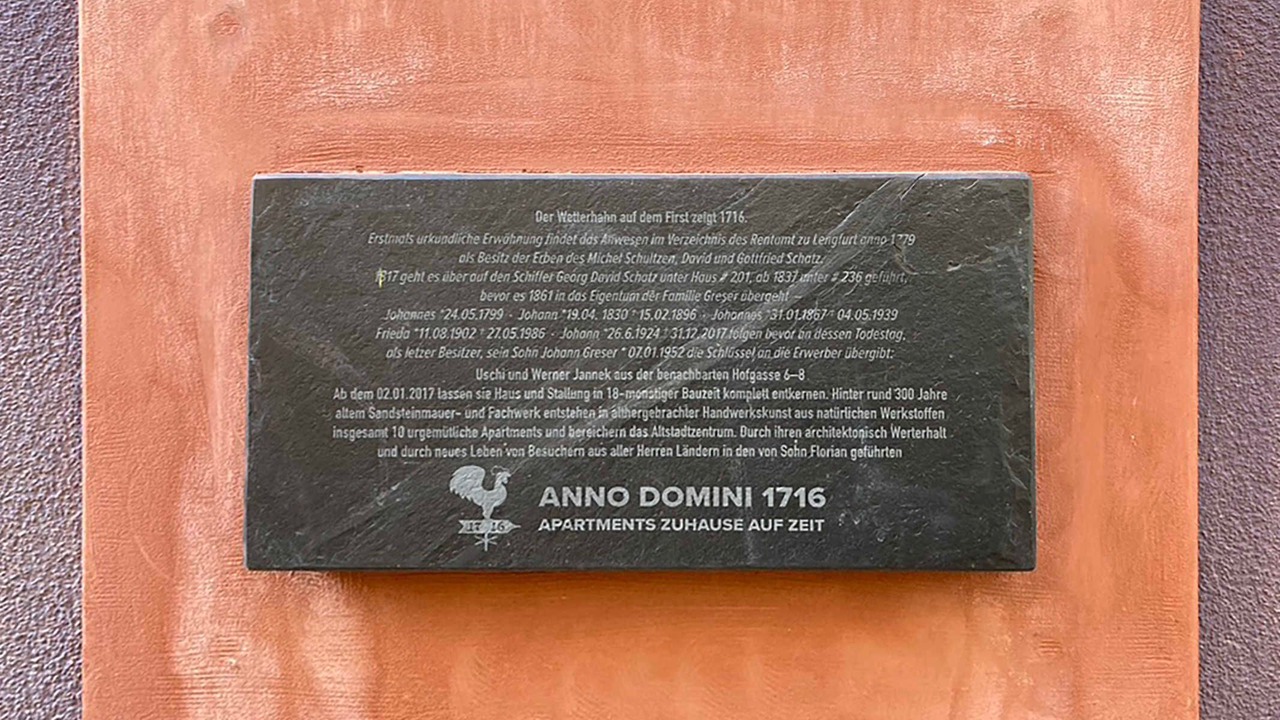 Der Wetterhahn auf dem First zeigt 1716.
Erstmals urkundliche Erwähnung findet das Anwesen im Verzeichnis des Rentamt zu Lengfurt anno 1779
als Besitz der Erben des Michel Schultzen, David und Gottfried Schatz.
1817 geht es über auf den Schiffer Georg David Schatz unter Haus # 201, ab 1837 unter # 236 geführt,
bevor es 1861 in das Eigentum der Familie Greser übergeht
Johannes *24.05.1799 - Johann *19.04. 1830 † 15.02.1896 - Johannes *31.01.1867 † 04.05.1939
Frieda *11.08.1902 † 27.05.1986 - Johann *26.6.1924 † 31.12.2017 folgen bevor an dessen Todestag,
als letzer Besitzer, sein Sohn Johann Greser * 07.01.1952 die Schlüssel an die Erwerber übergibt:
Uschi und Werner Jannek aus der benachbarten Hofgasse 6–8
Ab dem 02.01.2017 lassen sie Haus und Stallung in 18-monatiger Bauzeit komplett entkernen. Hinter rund 300 Jahre
altem Sandsteinmauer- und Fachwerk entstehen in althergebrachter Handwerkskunst aus natürlichen Werkstoffen
insgesamt 10 urgemütliche Apartments und bereichern das Altstadtzentrum. Durch ihren architektonisch Werterhalt
und durch neues Leben von Besuchern aus aller Herren Ländern in den von Sohn Florian geführten
17 16
ANNO DOMINI 1716
APARTMENTS ZUHAUSE AUF ZEIT